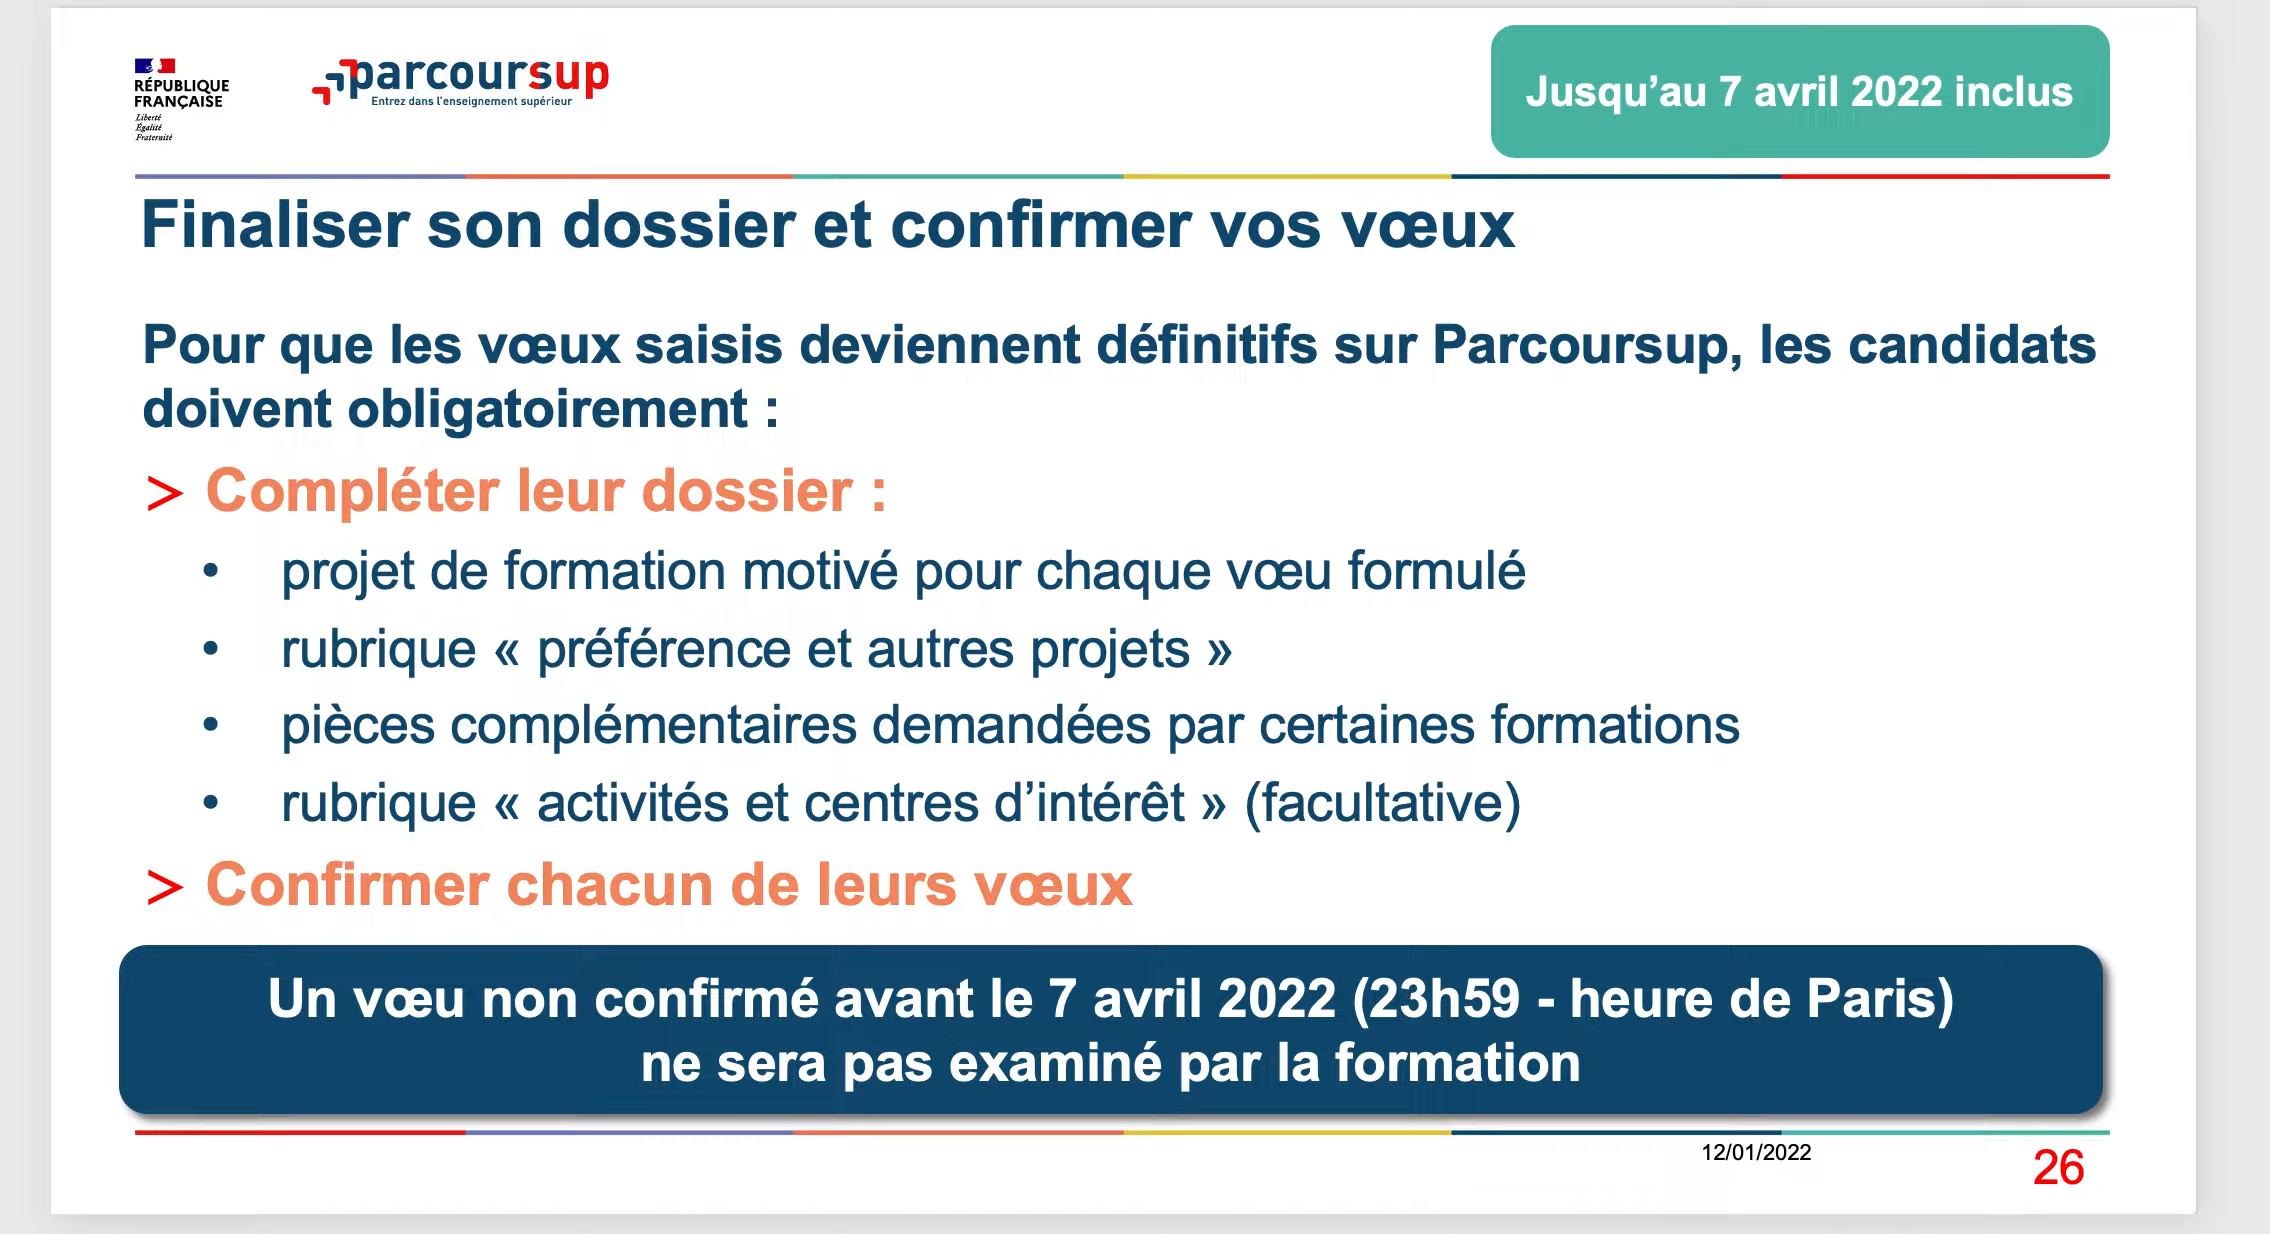 RÉPUBLIQUE
FRANÇAISE
Liberté
Égalité
Fraternité
parcoursup
Entrez dans l'enseignement supérieur
Jusqu’au 7 avril 2022 inclus
Finaliser son dossier et confirmer vos vœux
Pour que les vœux saisis deviennent définitifs sur Parcoursup, les candidats
doivent obligatoirement :
> Compléter leur dossier :
• projet de formation motivé pour chaque vœu formulé
• rubrique « préférence et autres projets »
• pièces complémentaires demandées par certaines formations
• rubrique « activités et centres d’intérêt » (facultative)
> Confirmer chacun de leurs vœux
Un vœu non confirmé avant le 7 avril 2022 (23h59 - heure de Paris)
ne sera pas examiné par la formation
12/01/2022
26